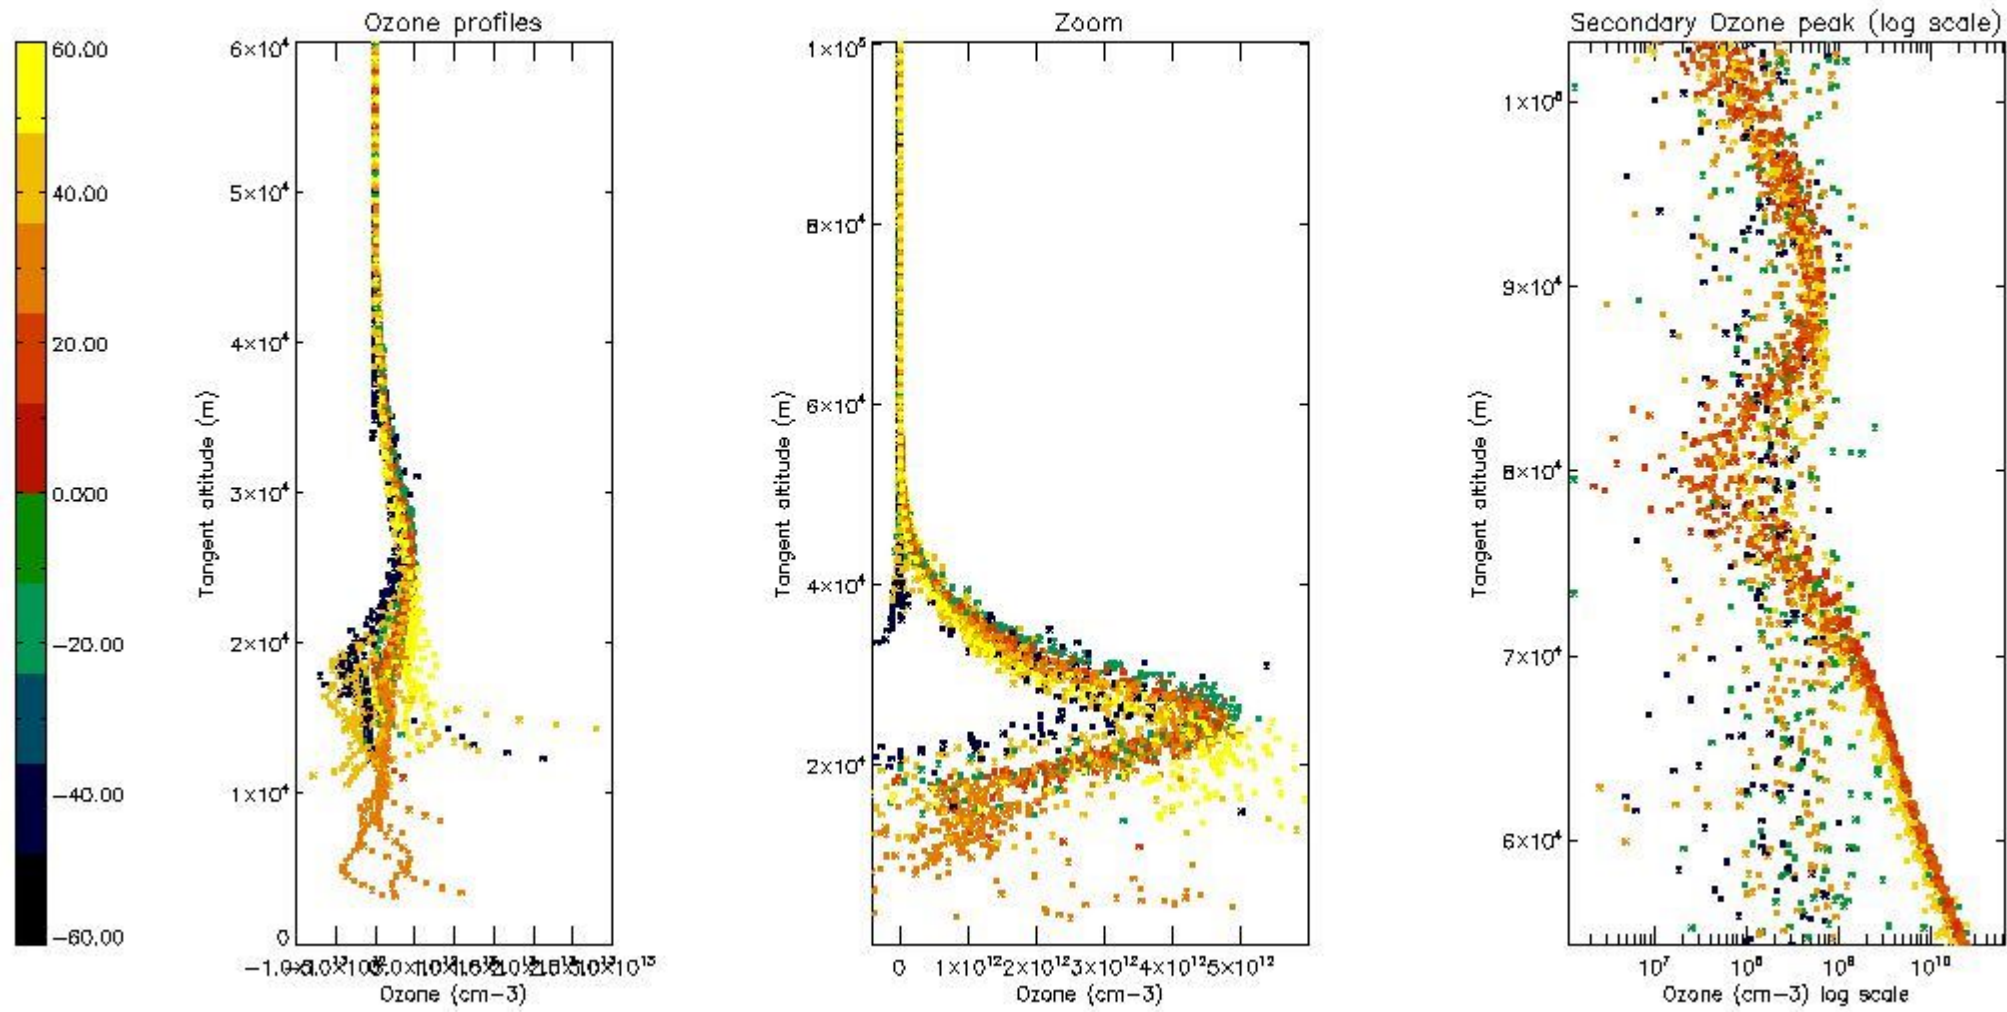 Ozone profiles
Zoom
Secondary Ozone peak (log scale)
60.00
40.00
20.00
0.000
−20.00
−40.00
−60.00
6×10⁴
5×10⁴
4×10⁴
3×10⁴
2×10⁴
1×10⁴
0
Tangent altitude (m)
Ozone (cm−3)
1×10⁵
8×10⁴
6×10⁴
4×10⁴
2×10⁴
Tangent altitude (m)
0 1×10¹² 2×10¹² 3×10¹² 4×10¹² 5×10¹²
Ozone (cm−3)
1×10⁵
9×10⁴
8×10⁴
7×10⁴
6×10⁴
Tangent altitude (m)
10⁷ 10⁸ 10⁹ 10¹⁰
Ozone (cm−3) log scale